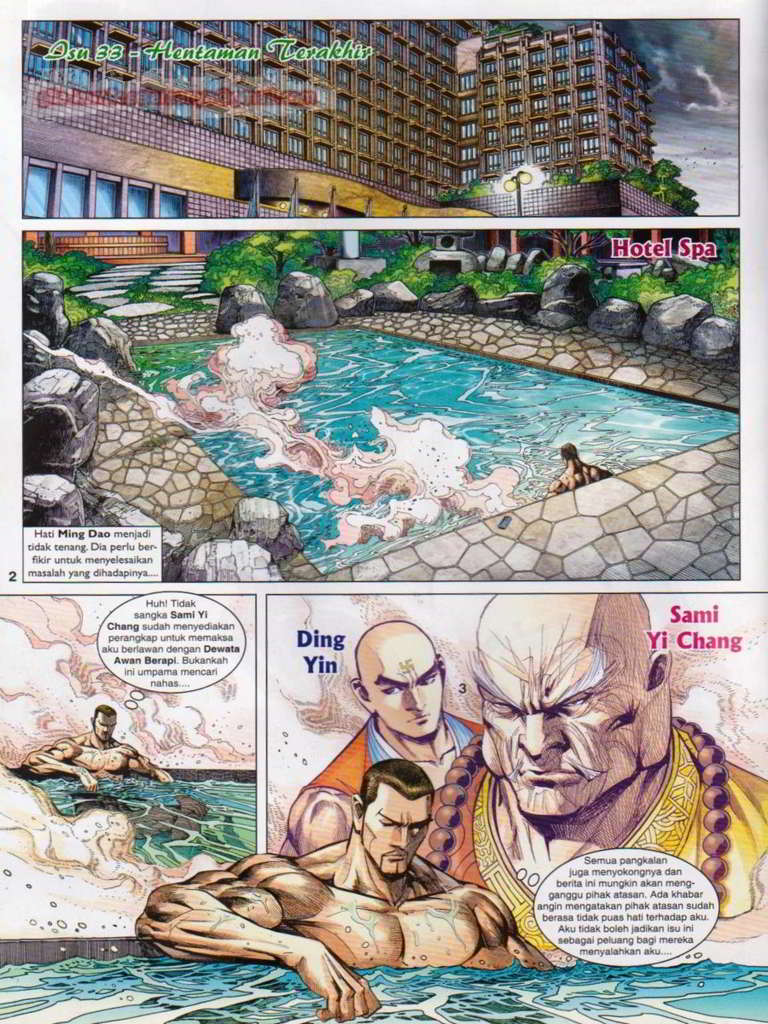 Isu 33 - Hentaman Terakhir
Hotel Spa
Hati Ming Dao menjadi
tidak tenang. Dia perlu ber-
fikir untuk menyelesaikan
masalah yang dihadapinya....
2
Huh! Tidak
sangka Sami Yi
Chang sudah menyediakan
perangkap untuk memaksa
aku berlawan dengan Dewata
Awan Berapi. Bukankah
ini umpama mencari
nahas....
Ding
Yin
Sami
Yi Chang
3
Semua pangkalan
juga menyokongnya dan
berita ini mungkin akan meng-
ganggu pihak atasan. Ada khabar
angin mengatakan pihak atasan sudah
berasa tidak puas hati terhadap aku.
Aku tidak boleh jadikan isu ini
sebagai peluang bagi mereka
menyalahkan aku....